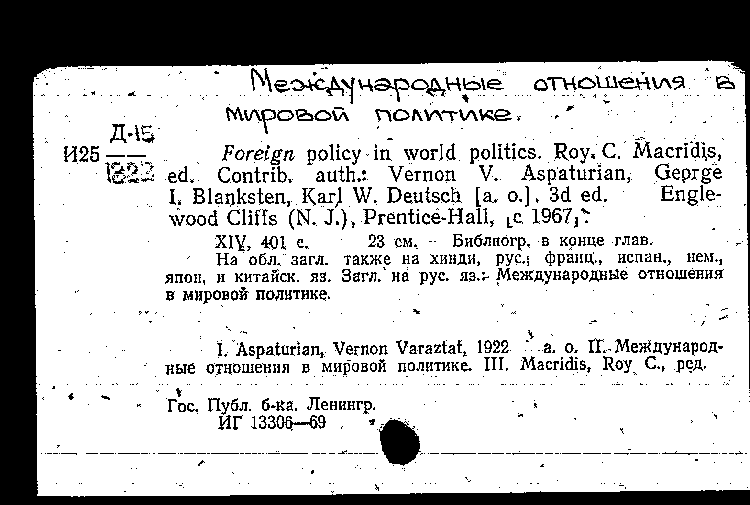 Международные отношения в
мировой политике.
Д-15
И25
1822
Foreign policy in world politics. Roy. C. Macridis,
ed. Contrib. auth.: Vernon V. Aspaturian, George
I. Blanksten, Karl W. Deutsch [a. o.]. 3d ed. Engle-
wood Cliffs (N. J.), Prentice-Hall, [c 1967].
XIV, 401 с. 23 см. - Библиогр. в конце глав.
На обл. загл. также на хинди, рус., франц., испан., нем.,
япон. и китайск. яз. Загл. на рус. яз.: Международные отношения
в мировой политике.
I. Aspaturian, Vernon Varaztat, 1922 a. o. II. Международ-
ные отношения в мировой политике. III. Macridis, Roy C., ред.
Гос. Публ. б-ка. Ленингр.
ИГ 13306—69